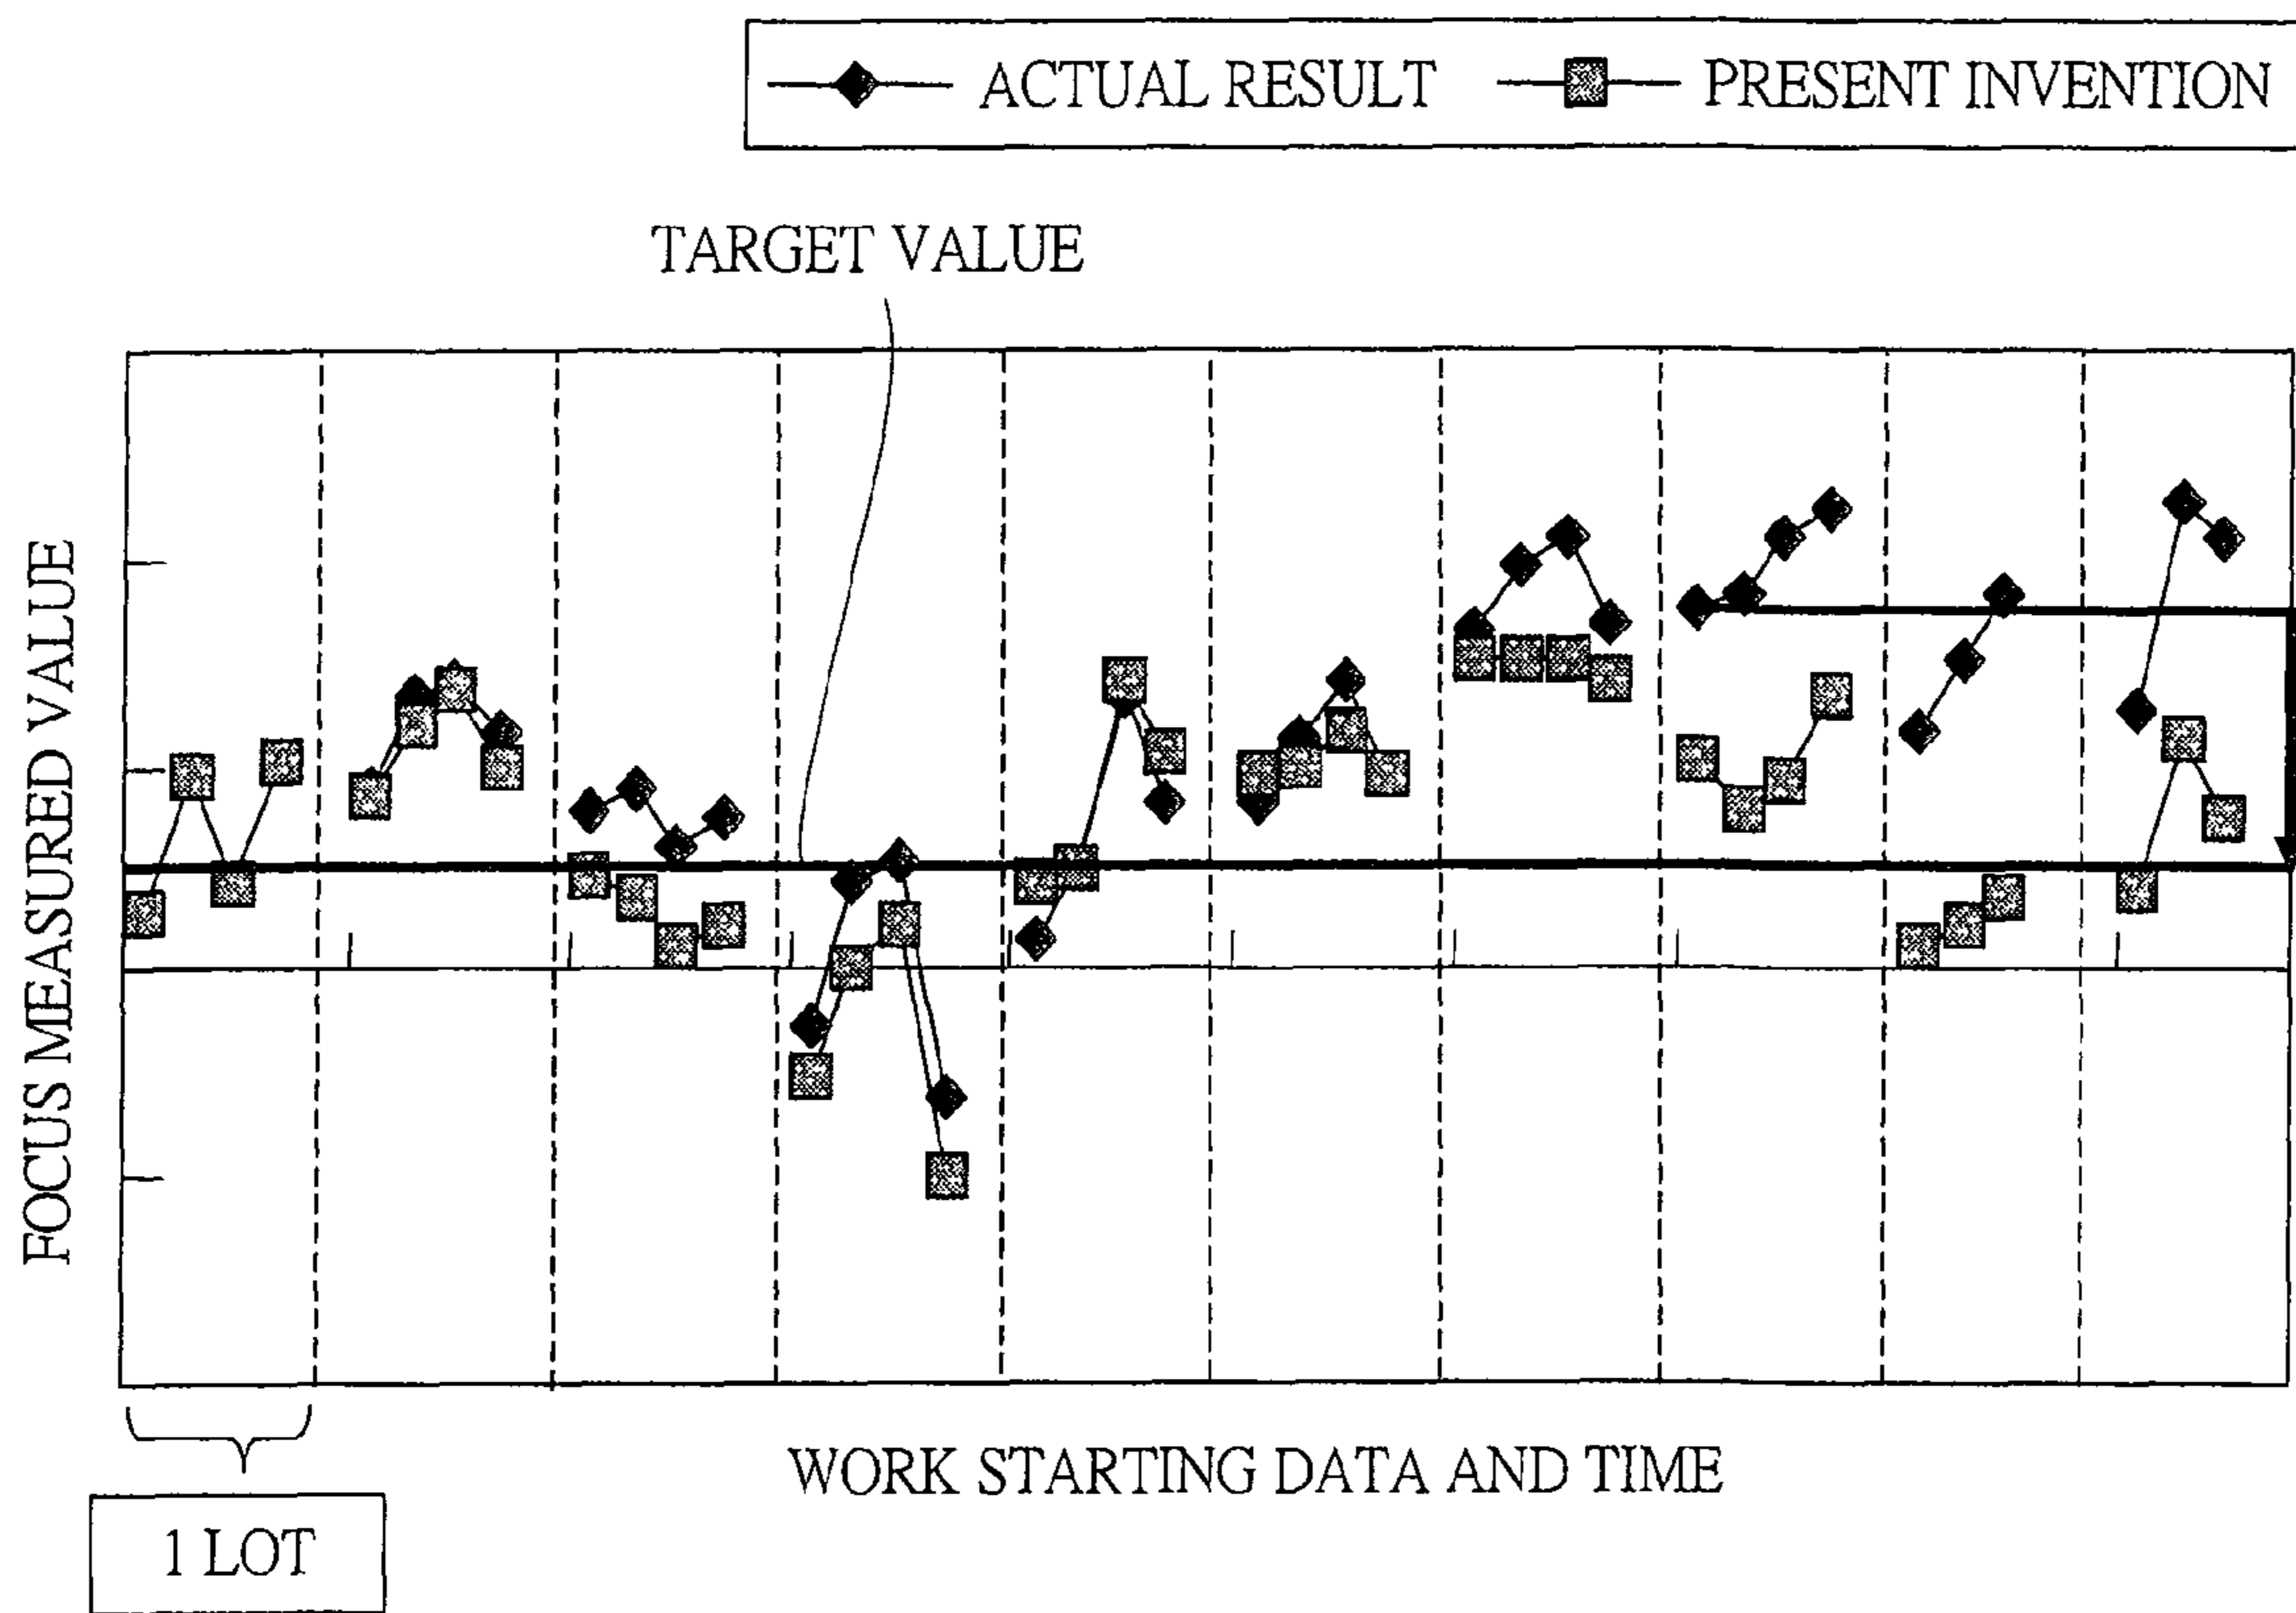 ACTUAL RESULT PRESENT INVENTION
TARGET VALUE
FOCUS MEASURED VALUE
WORK STARTING DATA AND TIME
1 LOT